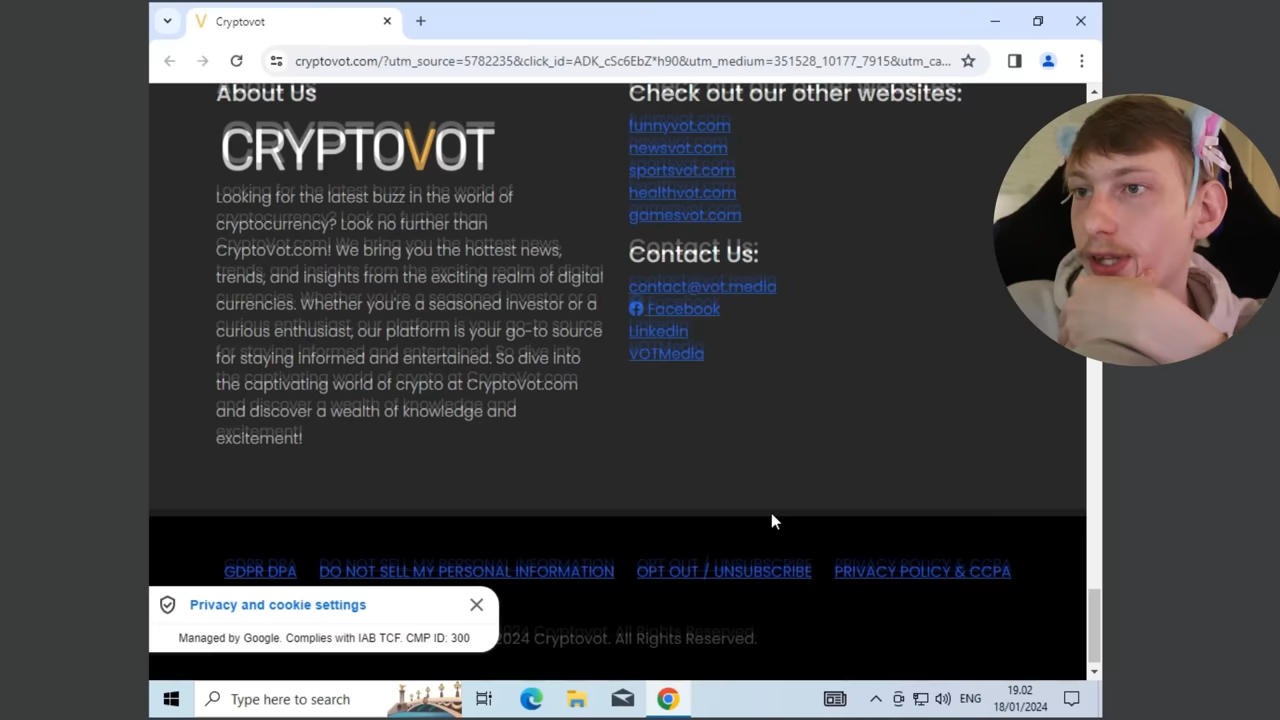 Cryptovot
cryptovot.com/?utm_source=5782235&click_id=ADK_cSc6EbZ*h90&utm_medium=351528_10177_7915&utm_ca...
About Us
CRYPTOVOT
Looking for the latest buzz in the world of
cryptocurrency? Look no further than
CryptoVot.com! We bring you the hottest news,
trends, and insights from the exciting realm of digital
currencies. Whether you're a seasoned investor or a
curious enthusiast, our platform is your go-to source
for staying informed and entertained. So dive into
the captivating world of crypto at CryptoVot.com
and discover a wealth of knowledge and
excitement!
Check out our other websites:
funnyvot.com
newsvot.com
sportsvot.com
healthvot.com
gamesvot.com
Contact Us:
contact@vot.media
Facebook
Linkedin
VOTMedia
GDPR DPA DO NOT SELL MY PERSONAL INFORMATION OPT OUT / UNSUBSCRIBE PRIVACY POLICY & CCPA
Privacy and cookie settings
Managed by Google. Complies with IAB TCF. CMP ID: 300
2024 Cryptovot. All Rights Reserved.
Type here to search
ENG
19.02
18/01/2024